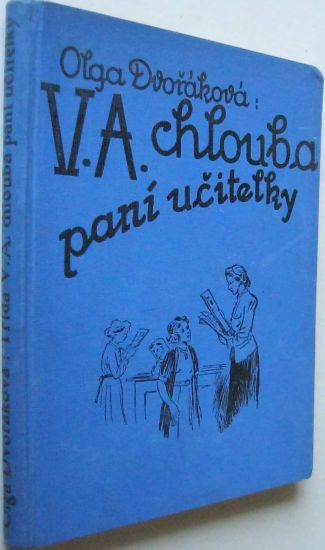 Olga Dvořáková:
V.A. chlouba
paní učitelky
Olga Dvořáková: Třída V.A. chlouba paní učitelky